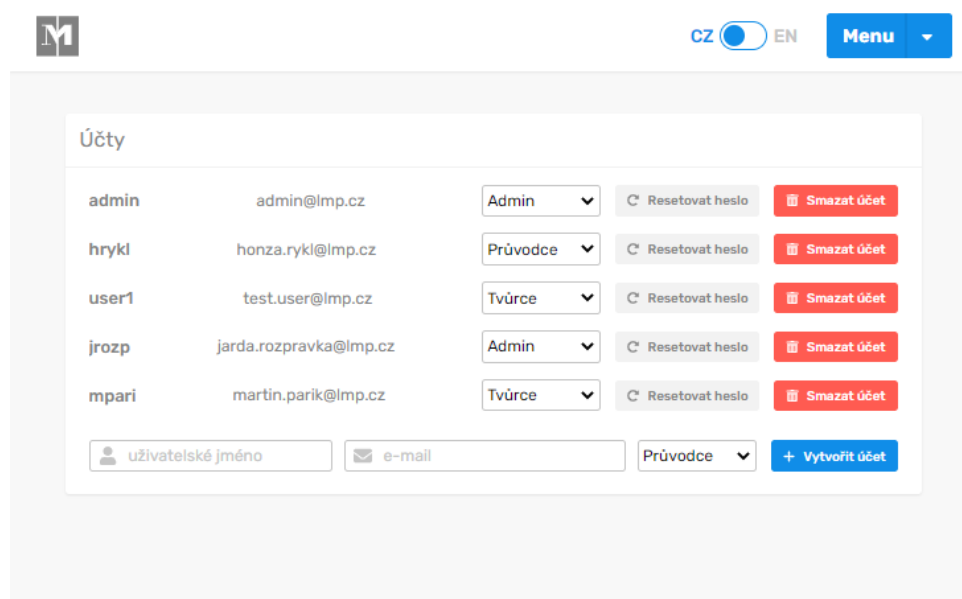 M
CZ EN Menu
Účty
admin admin@lmp.cz Admin Resetovat heslo Smazat účet
hrykl honza.rykl@lmp.cz Průvodce Resetovat heslo Smazat účet
user1 test.user@lmp.cz Tvůrce Resetovat heslo Smazat účet
jrozp jarda.rozpravka@lmp.cz Admin Resetovat heslo Smazat účet
mpari martin.parik@lmp.cz Tvůrce Resetovat heslo Smazat účet
uživatelské jméno e-mail Průvodce + Vytvořit účet